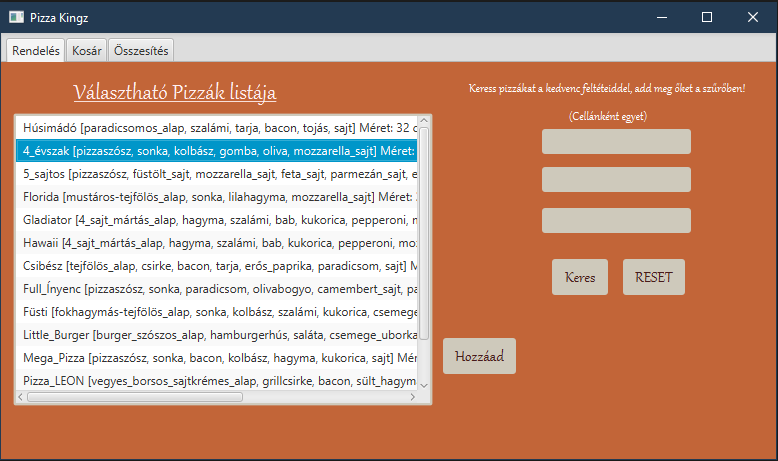 Pizza Kingz
Rendelés Kosár Összesítés
Választható Pizzák listája
Húsimádó [paradicsomos_alap, szalámi, tarja, bacon, tojás, sajt] Méret: 32 c
4_évszak [pizzaszósz, sonka, kolbász, gomba, oliva, mozzarella_sajt] Méret:
5_sajtos [pizzaszósz, füstölt_sajt, mozzarella_sajt, feta_sajt, parmezán_sajt, e
Florida [mustáros-tejfölös_alap, sonka, lilahagyma, mozzarella_sajt] Méret:
Gladiator [4_sajt_mártás_alap, hagyma, szalámi, bab, kukorica, pepperoni, m
Hawaii [4_sajt_mártás_alap, hagyma, szalámi, bab, kukorica, pepperoni, moz
Csibész [tejfölös_alap, csirke, bacon, tarja, erős_paprika, paradicsom, sajt] M
Full_Ínyenc [pizzaszósz, sonka, paradicsom, olivabogyo, camembert_sajt, pa
Füsti [fokhagymás-tejfölös_alap, sonka, kolbász, szalámi, kukorica, csemege
Little_Burger [burger_szószos_alap, hamburgerhús, saláta, csemege_uborka
Mega_Pizza [pizzaszósz, sonka, bacon, kolbász, hagyma, kukorica, sajt] Mér
Pizza_LEON [vegyes_borsos_sajtkrémes_alap, grillcsirke, bacon, sült_hagym
Keress pizzákat a kedvenc feltéteiddel, add meg őket a szűrőben!
(Cellánként egyet)
Keres RESET
Hozzáad